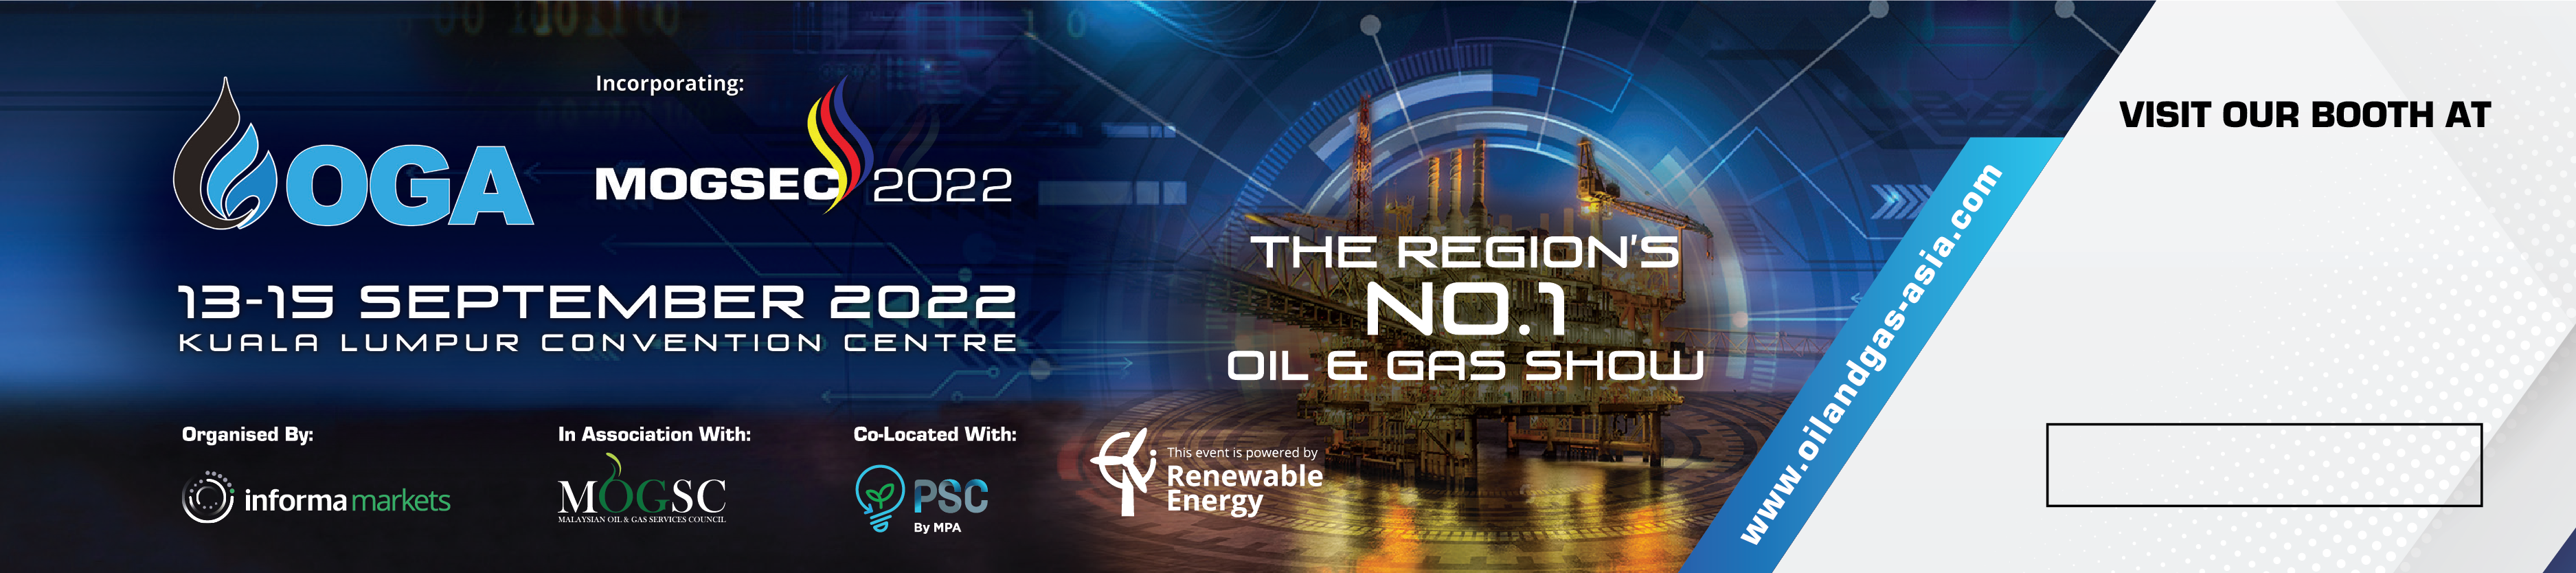 OGA
Incorporating:
MOGSEC 2022
13-15 SEPTEMBER 2022
KUALA LUMPUR CONVENTION CENTRE
Organised By:
informa markets
In Association With:
MOGSC
MALAYSIAN OIL & GAS SERVICES COUNCIL
Co-Located With:
PSC
By MPA
This event is powered by
Renewable
Energy
THE REGION'S
NO.1
OIL & GAS SHOW
www.oilandgas-asia.com
VISIT OUR BOOTH AT